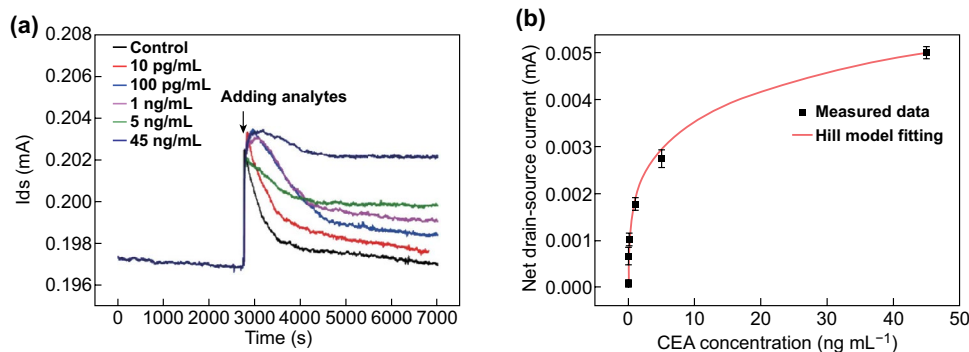 (a)
0.208
0.206
0.204
0.202
0.200
0.198
0.196
Ids (mA)
Control
10 pg/mL
100 pg/mL
1 ng/mL
5 ng/mL
45 ng/mL
Adding analytes
0 1000 2000 3000 4000 5000 6000 7000
Time (s)
(b)
0.005
0.004
0.003
0.002
0.001
0.000
Net drain-source current (mA)
Measured data
Hill model fitting
0 10 20 30 40 50
CEA concentration (ng mL⁻¹)